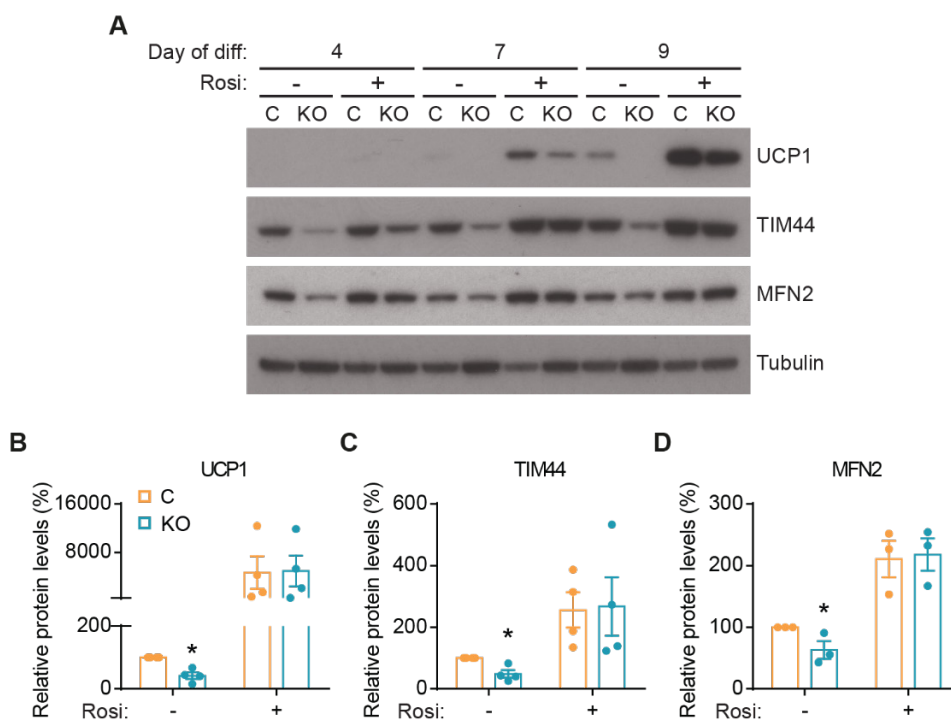 A
Day of diff: 4 7 9
Rosi: - + - + - +
C KO C KO C KO C KO C KO C KO
UCP1
TIM44
MFN2
Tubulin
B
UCP1
Relative protein levels (%)
16000
8000
200
0
C
KO
*
Rosi: - +
C
TIM44
Relative protein levels (%)
600
400
200
0
*
Rosi: - +
D
MFN2
Relative protein levels (%)
300
200
100
0
*
Rosi: - +